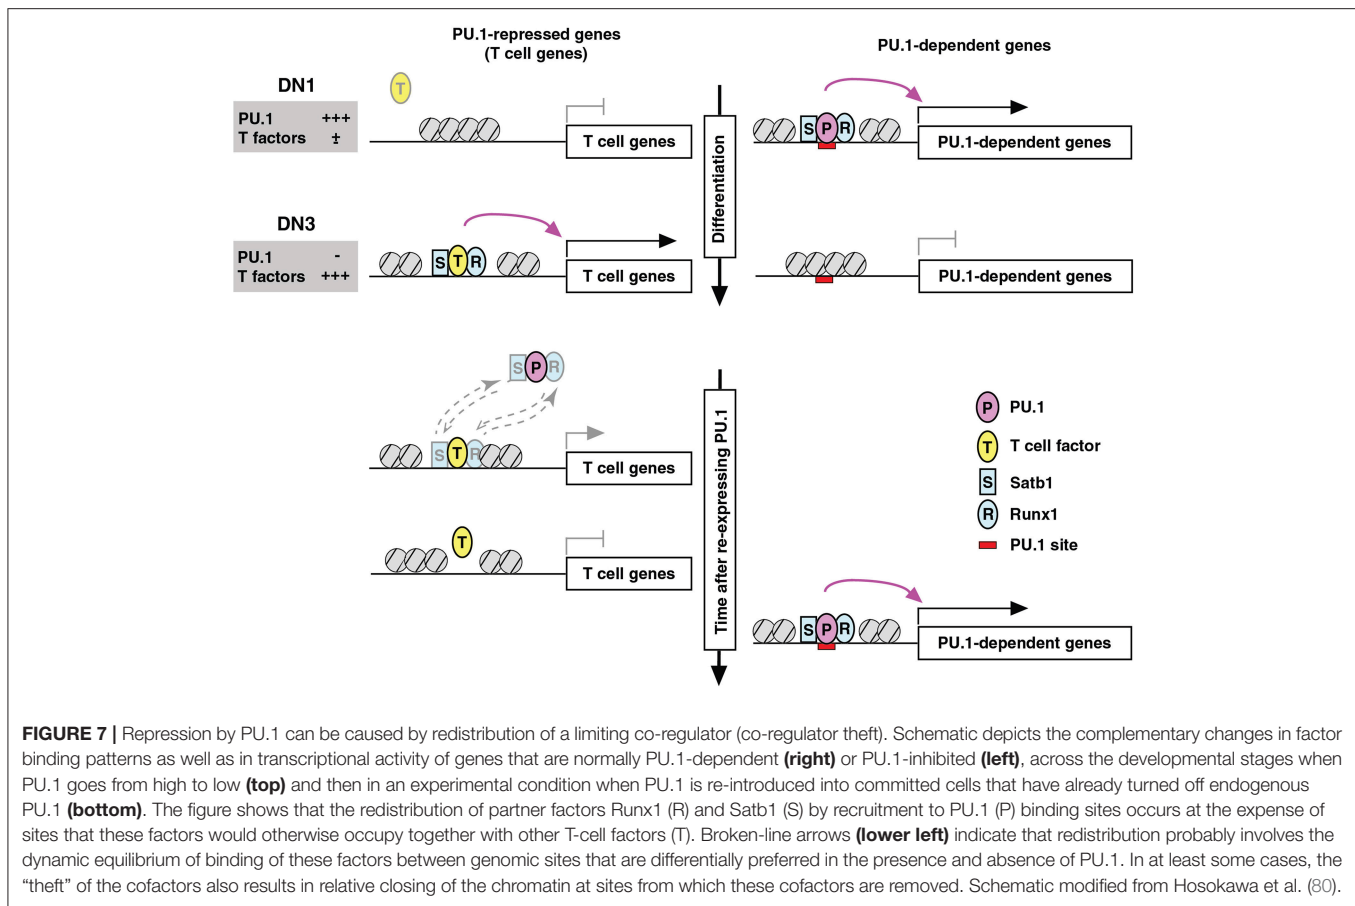 PU.1-repressed genes
(T cell genes)
PU.1-dependent genes
DN1
PU.1 +++
T factors ±
T
T cell genes
Differentiation
S P R
PU.1-dependent genes
DN3
PU.1 -
T factors +++
S T R
T cell genes
PU.1-dependent genes
S P R
S T R
T cell genes
T
T cell genes
Time after re-expressing PU.1
P PU.1
T T cell factor
S Satb1
R Runx1
PU.1 site
S P R
PU.1-dependent genes
FIGURE 7 | Repression by PU.1 can be caused by redistribution of a limiting co-regulator (co-regulator theft). Schematic depicts the complementary changes in factor
binding patterns as well as in transcriptional activity of genes that are normally PU.1-dependent (right) or PU.1-inhibited (left), across the developmental stages when
PU.1 goes from high to low (top) and then in an experimental condition when PU.1 is re-introduced into committed cells that have already turned off endogenous
PU.1 (bottom). The figure shows that the redistribution of partner factors Runx1 (R) and Satb1 (S) by recruitment to PU.1 (P) binding sites occurs at the expense of
sites that these factors would otherwise occupy together with other T-cell factors (T). Broken-line arrows (lower left) indicate that redistribution probably involves the
dynamic equilibrium of binding of these factors between genomic sites that are differentially preferred in the presence and absence of PU.1. In at least some cases, the
“theft” of the cofactors also results in relative closing of the chromatin at sites from which these cofactors are removed. Schematic modified from Hosokawa et al. (80).